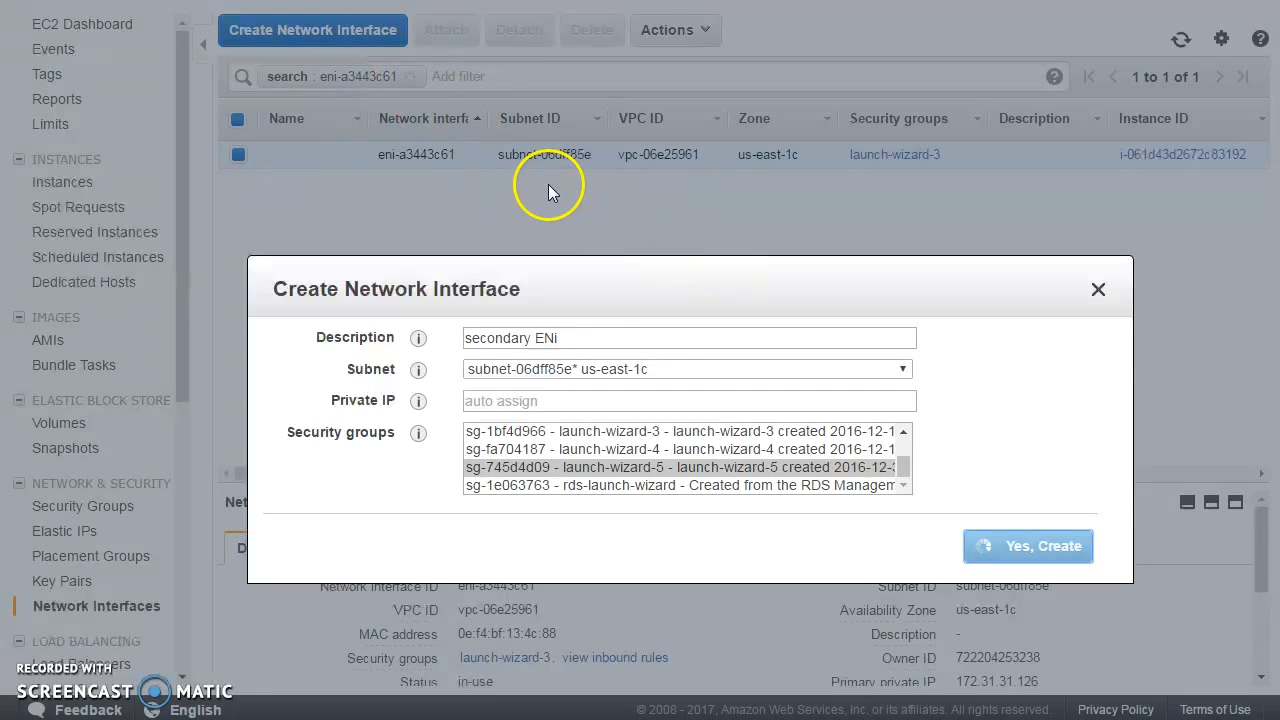 EC2 Dashboard
Events
Tags
Reports
Limits
INSTANCES
Instances
Spot Requests
Reserved Instances
Scheduled Instances
Dedicated Hosts
IMAGES
AMIs
Bundle Tasks
ELASTIC BLOCK STORE
Volumes
Snapshots
NETWORK & SECURITY
Security Groups
Elastic IPs
Placement Groups
Key Pairs
Network Interfaces
LOAD BALANCING
Load Balancers
Create Network Interface Attach Detach Delete Actions
search : eni-a3443c61 Add filter 1 to 1 of 1
Name Network interfa Subnet ID VPC ID Zone Security groups Description Instance ID
eni-a3443c61 subnet-06dff85e vpc-06e25961 us-east-1c launch-wizard-3 i-061d43d2672c83192
Create Network Interface
Description secondary ENi
Subnet subnet-06dff85e* us-east-1c
Private IP auto assign
Security groups sg-1bf4d966 - launch-wizard-3 - launch-wizard-3 created 2016-12-1
sg-fa704187 - launch-wizard-4 - launch-wizard-4 created 2016-12-1
sg-745d4d09 - launch-wizard-5 - launch-wizard-5 created 2016-12-3
sg-1e063763 - rds-launch-wizard - Created from the RDS Managem
Yes, Create
Net
D
Network interface ID eni-a3443c61 Subnet ID subnet-06dff85e
VPC ID vpc-06e25961 Availability Zone us-east-1c
MAC address 0e:f4:bf:13:4c:88 Description -
Security groups launch-wizard-3. view inbound rules Owner ID 722204253238
Status in-use Primary private IP 172.31.31.126
RECORDED WITH
SCREENCAST MATIC
Feedback English © 2008 - 2017, Amazon Web Services, Inc. or its affiliates. All rights reserved. Privacy Policy Terms of Use